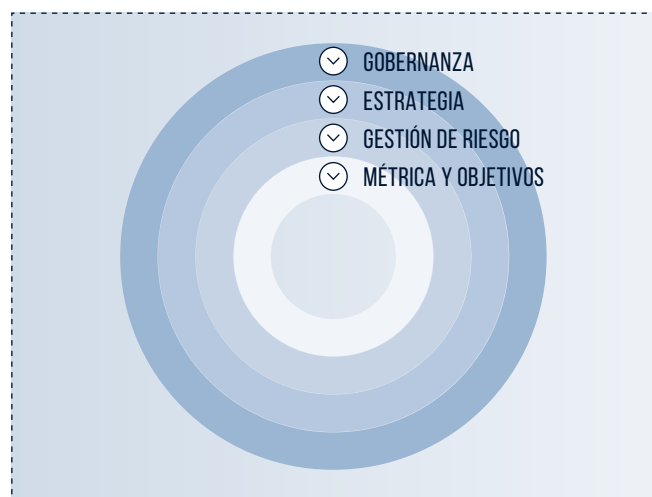 GOBERNANZA
ESTRATEGIA
GESTIÓN DE RIESGO
MÉTRICA Y OBJETIVOS